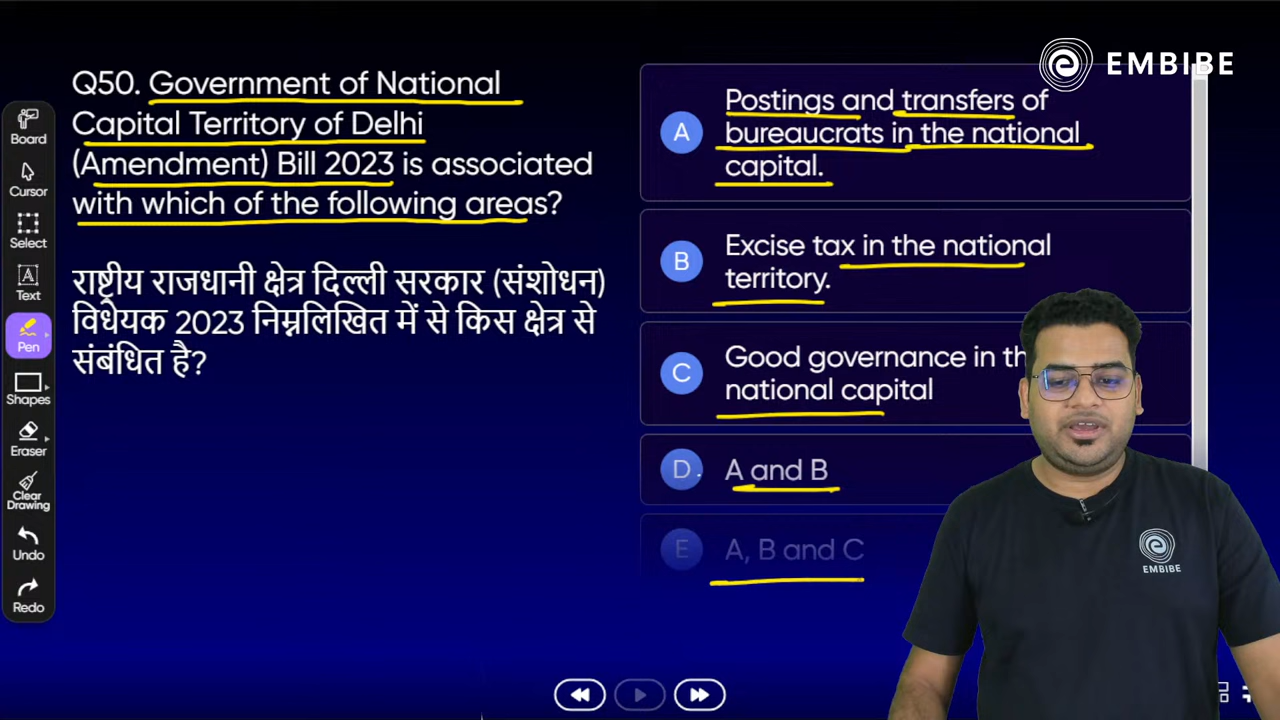 EMBIBE
Q50. Government of National
Capital Territory of Delhi
(Amendment) Bill 2023 is associated
with which of the following areas?
राष्ट्रीय राजधानी क्षेत्र दिल्ली सरकार (संशोधन)
विधेयक 2023 निम्नलिखित में से किस क्षेत्र से
संबंधित है?
A
Postings and transfers of
bureaucrats in the national
capital.
B
Excise tax in the national
territory.
C
Good governance in th
national capital
D
A and B
E
A, B and C
Board
Cursor
Select
Text
Pen
Shapes
Eraser
Clear
Drawing
Undo
Redo
EMBIBE